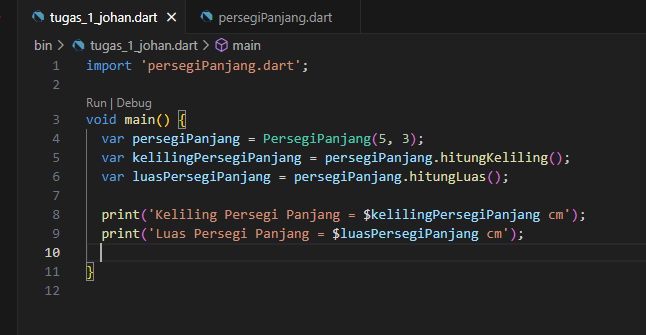 tugas_1_johan.dart persegiPanjang.dart
bin > tugas_1_johan.dart > main
1 import 'persegiPanjang.dart';
2
Run | Debug
3 void main() {
4   var persegiPanjang = PersegiPanjang(5, 3);
5   var kelilingPersegiPanjang = persegiPanjang.hitungKeliling();
6   var luasPersegiPanjang = persegiPanjang.hitungLuas();
7
8   print('Keliling Persegi Panjang = $kelilingPersegiPanjang cm');
9   print('Luas Persegi Panjang = $luasPersegiPanjang cm');
10
11 }
12